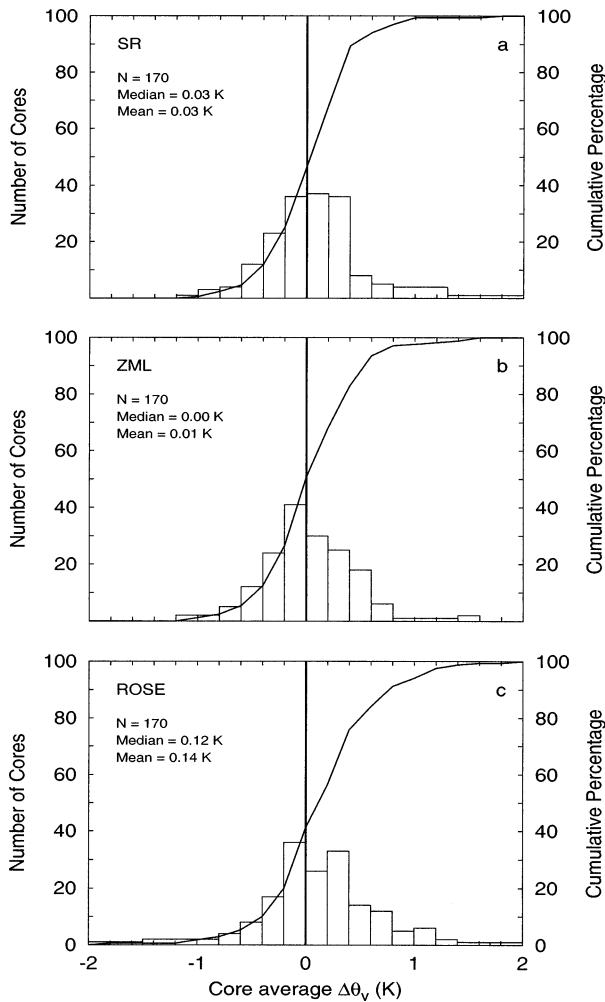 100
80
60
40
20
Number of Cores
SR
N = 170
Median = 0.03 K
Mean = 0.03 K
a
100
80
60
40
20
Cumulative Percentage
100
80
60
40
20
Number of Cores
ZML
N = 170
Median = 0.00 K
Mean = 0.01 K
b
100
80
60
40
20
Cumulative Percentage
100
80
60
40
20
0
Number of Cores
ROSE
N = 170
Median = 0.12 K
Mean = 0.14 K
c
100
80
60
40
20
0
Cumulative Percentage
-2 -1 0 1 2
Core average Δθv (K)